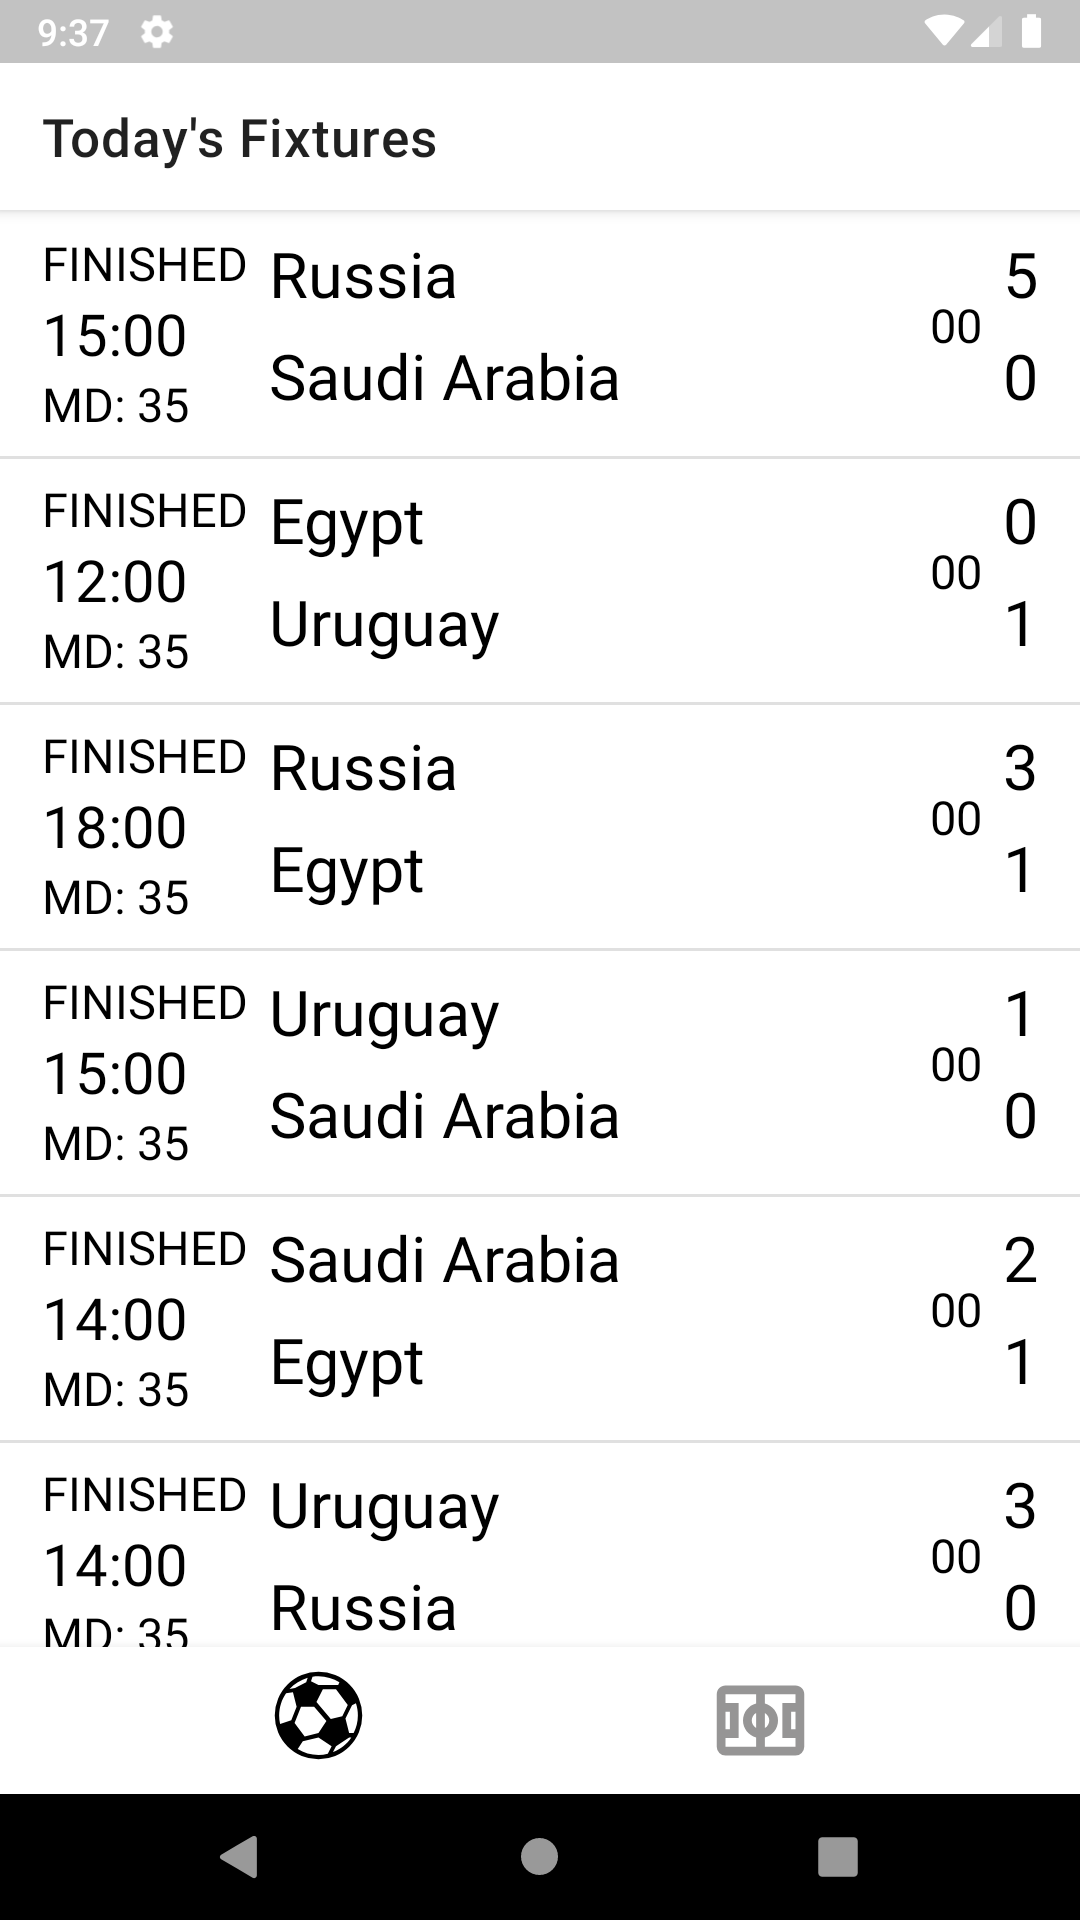 9:37
Today's Fixtures
FINISHED
15:00
MD: 35
Russia
Saudi Arabia
00
5
0
FINISHED
12:00
MD: 35
Egypt
Uruguay
00
0
1
FINISHED
18:00
MD: 35
Russia
Egypt
00
3
1
FINISHED
15:00
MD: 35
Uruguay
Saudi Arabia
00
1
0
FINISHED
14:00
MD: 35
Saudi Arabia
Egypt
00
2
1
FINISHED
14:00
MD: 35
Uruguay
Russia
00
3
0